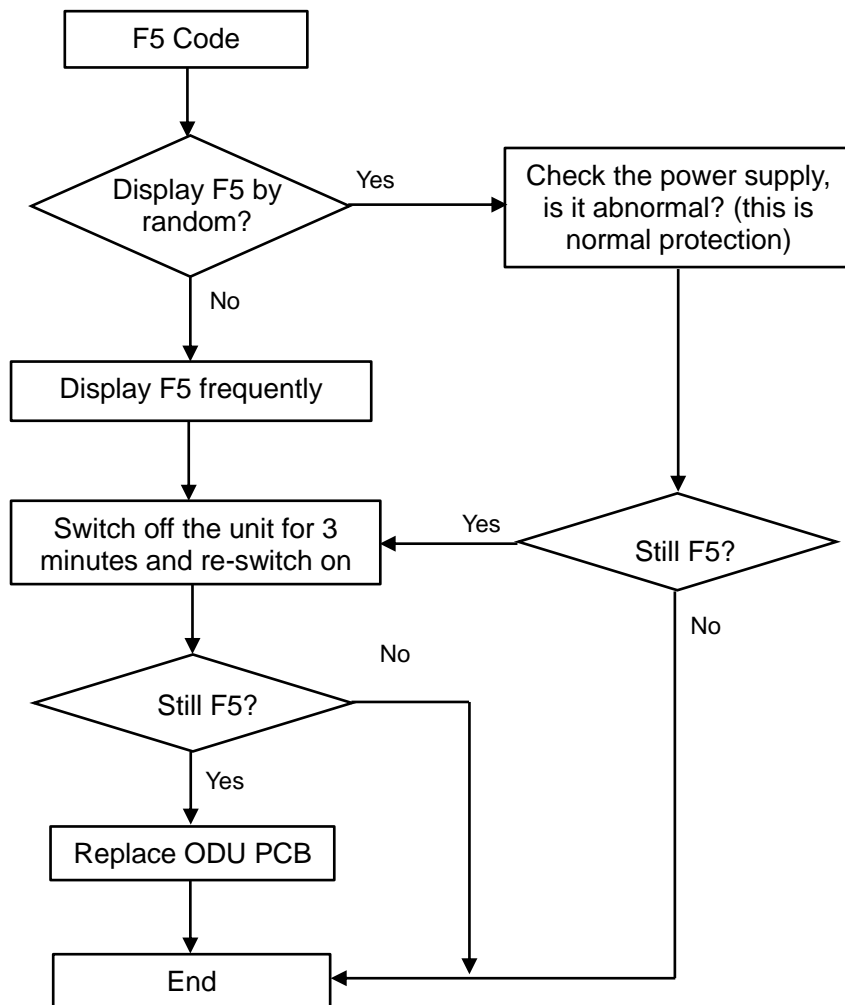 F5 Code
Display F5 by
random?
Yes
Check the power supply,
is it abnormal? (this is
normal protection)
No
Display F5 frequently
Switch off the unit for 3
minutes and re-switch on
Yes
Still F5?
No
No
Still F5?
Yes
Replace ODU PCB
End